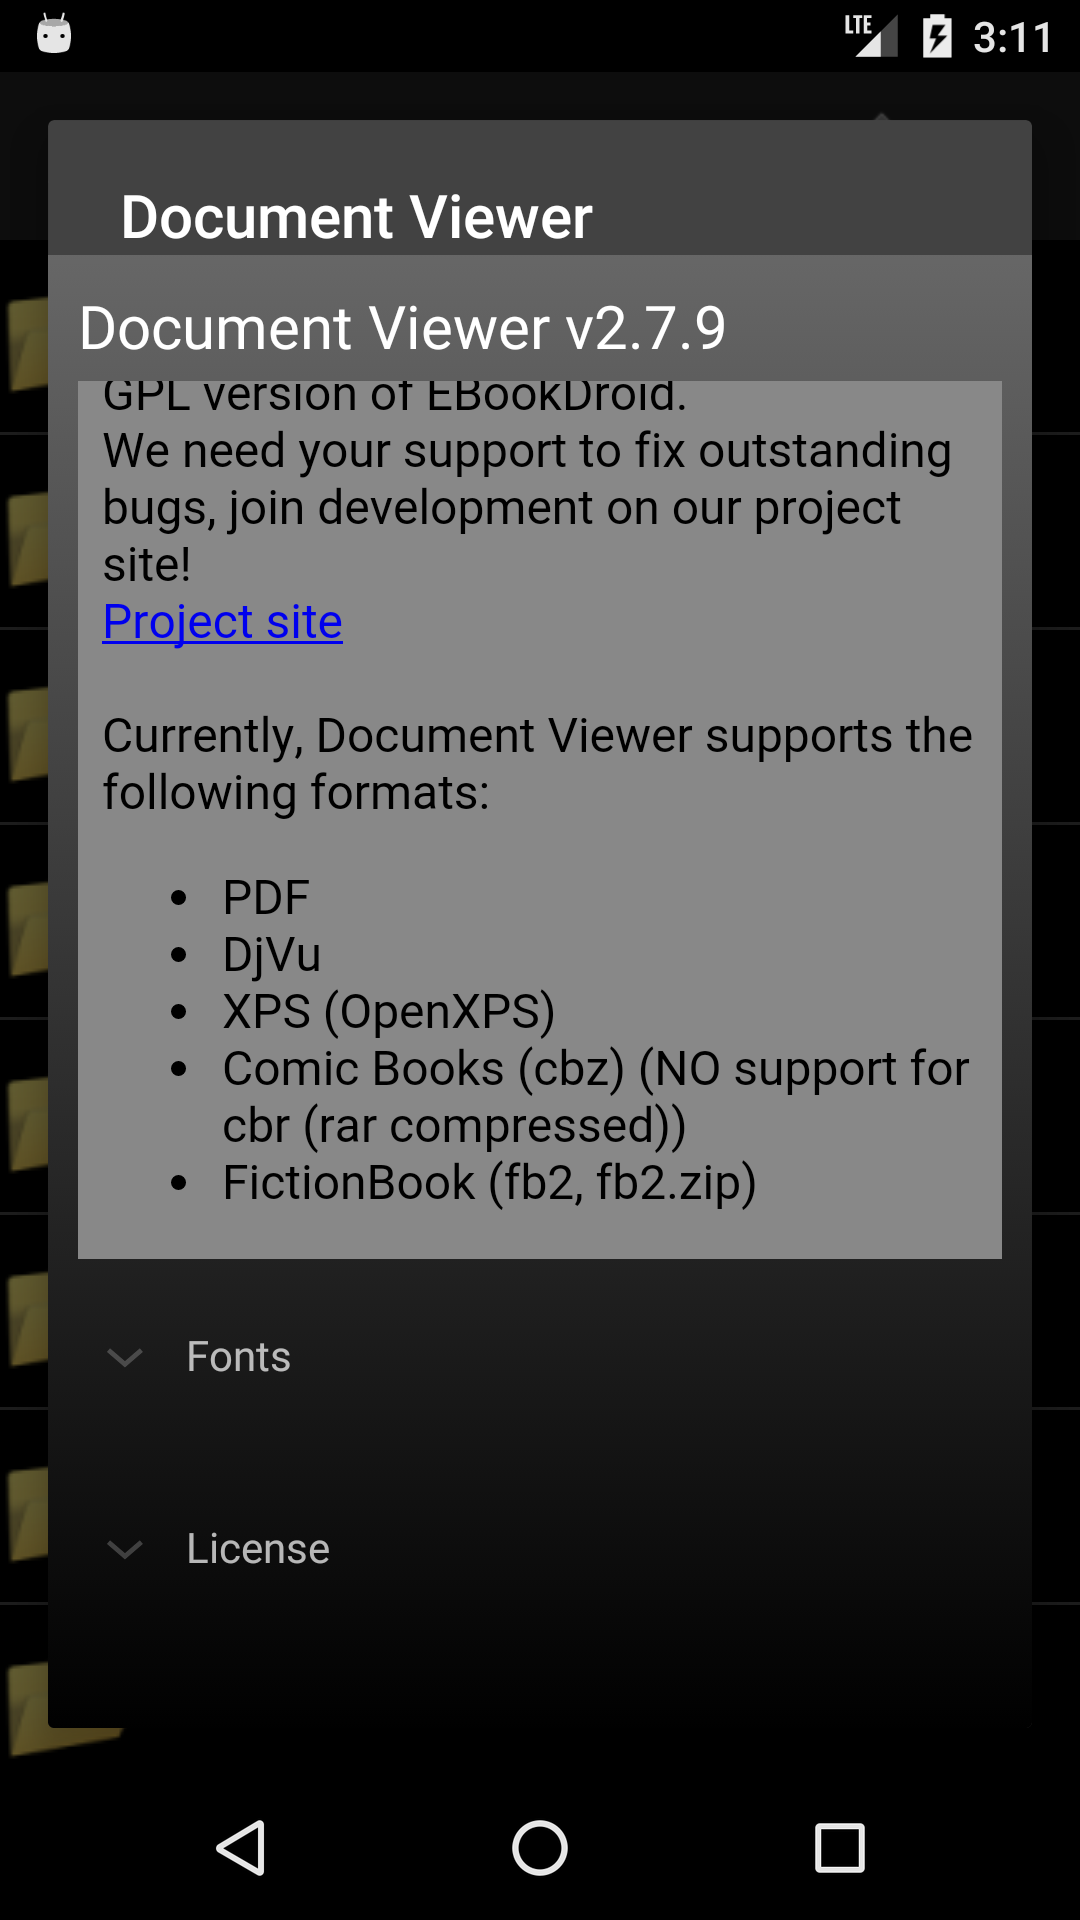 LTE 3:11
Document Viewer
Document Viewer v2.7.9
GPL version of EBookDroid.
We need your support to fix outstanding
bugs, join development on our project
site!
Project site
Currently, Document Viewer supports the
following formats:
• PDF
• DjVu
• XPS (OpenXPS)
• Comic Books (cbz) (NO support for
cbr (rar compressed))
• FictionBook (fb2, fb2.zip)
Fonts
License